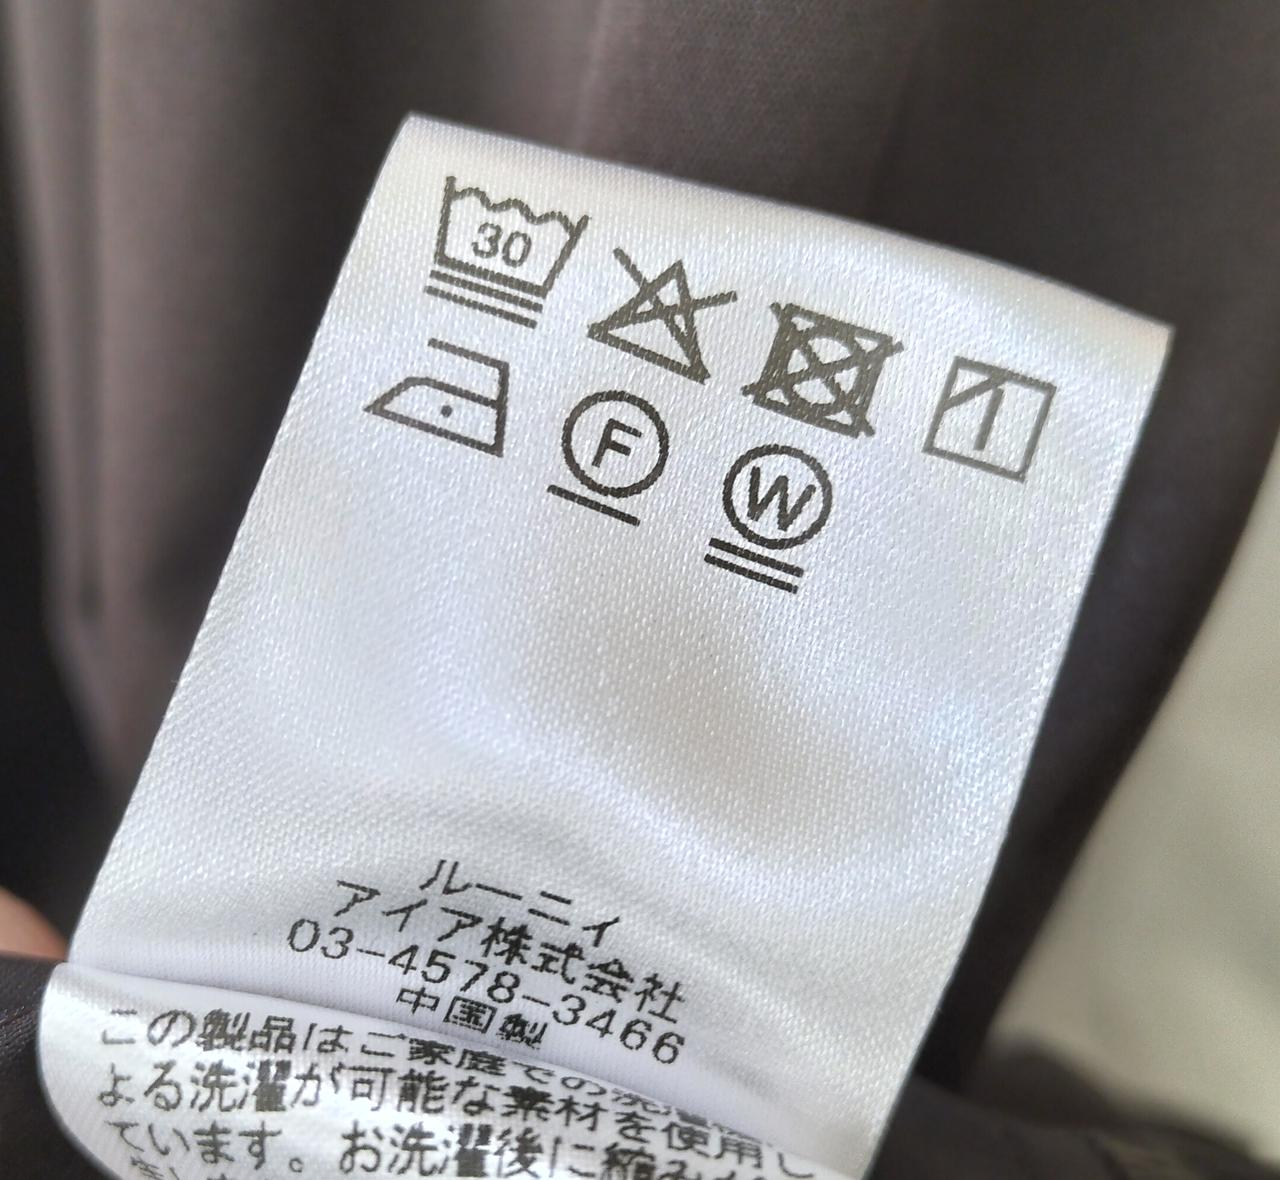 30
F
W
ルーニィ
アイア株式会社
03-4578-3466
中国製
この製品はご家庭での洗濯
よる洗濯が可能な素材を使用し
ています。お洗濯後に縮み